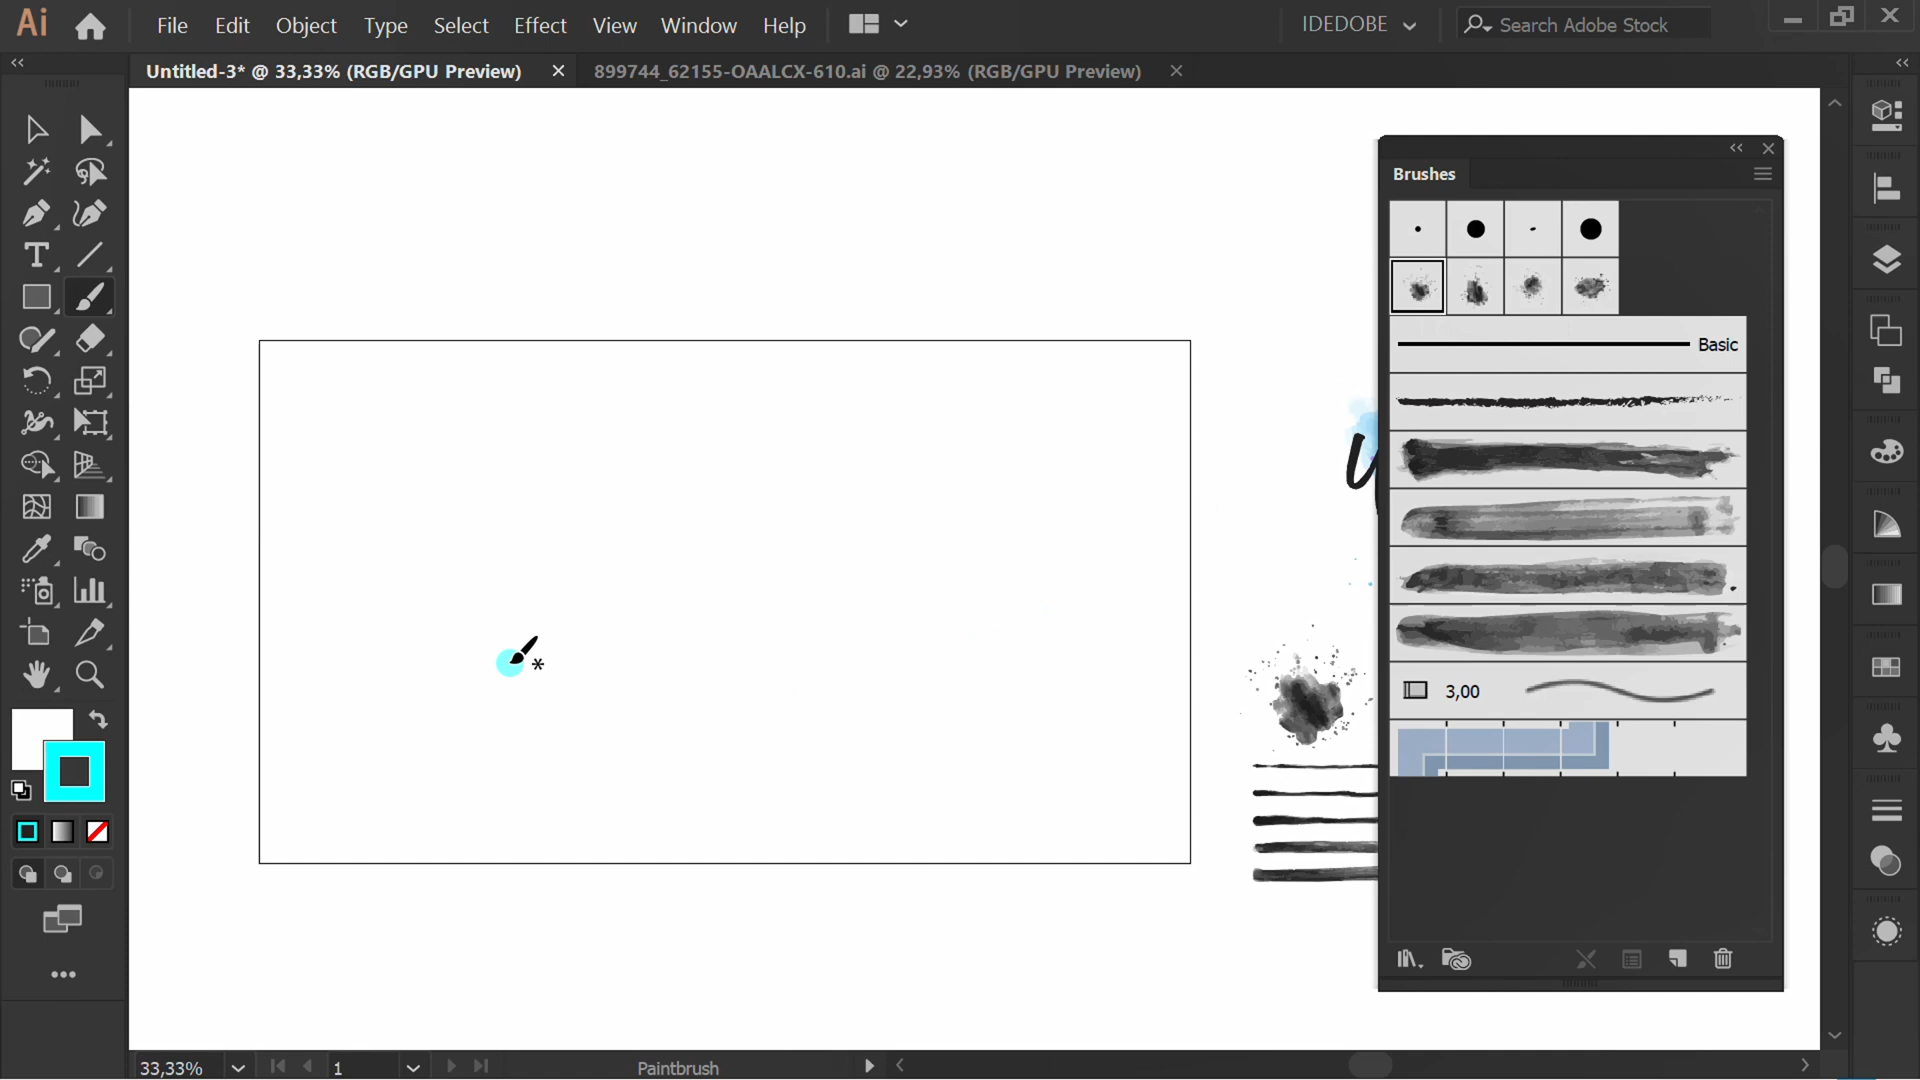 Ai File Edit Object Type Select Effect View Window Help IDEDOBE Search Adobe Stock
Untitled-3* @ 33,33% (RGB/GPU Preview) 899744_62155-OAALCX-610.ai @ 22,93% (RGB/GPU Preview)
Brushes
Basic
3,00
33,33% 1 Paintbrush